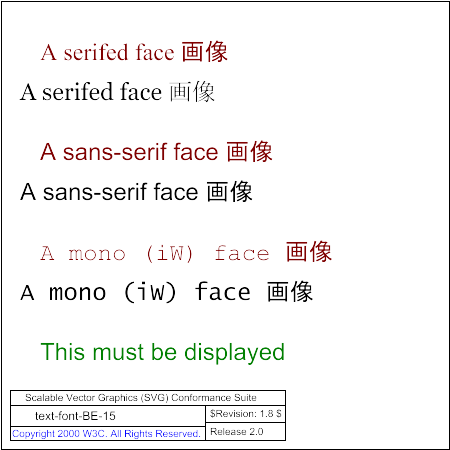 A serifed face 画像
A serifed face 画像
A sans-serif face 画像
A sans-serif face 画像
A mono (iW) face 画像
A mono (iW) face 画像
This must be displayed
Scalable Vector Graphics (SVG) Conformance Suite
text-font-BE-15
$Revision: 1.8 $
Copyright 2000 W3C. All Rights Reserved.
Release 2.0